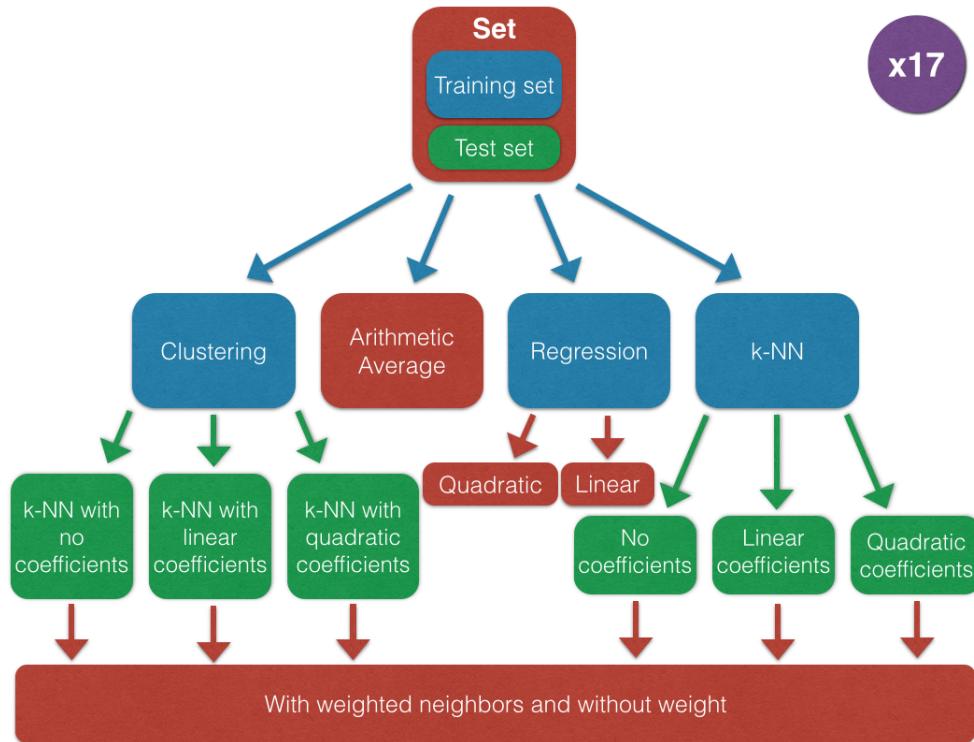 Set
x17
Training set
Test set
Clustering
Arithmetic
Average
Regression
k-NN
k-NN with
no
coefficients
k-NN with
linear
coefficients
k-NN with
quadratic
coefficients
Quadratic
Linear
No
coefficients
Linear
coefficients
Quadratic
coefficients
With weighted neighbors and without weight